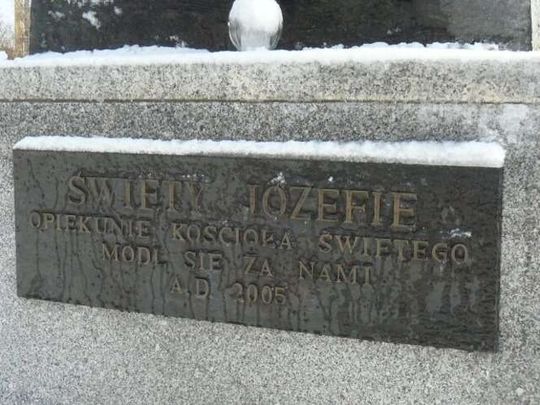 ŚWIĘTY JÓZEFIE
OPIEKUNIE KOŚCIOŁA ŚWIĘTEGO
MÓDL SIĘ ZA NAMI
A.D. 2005